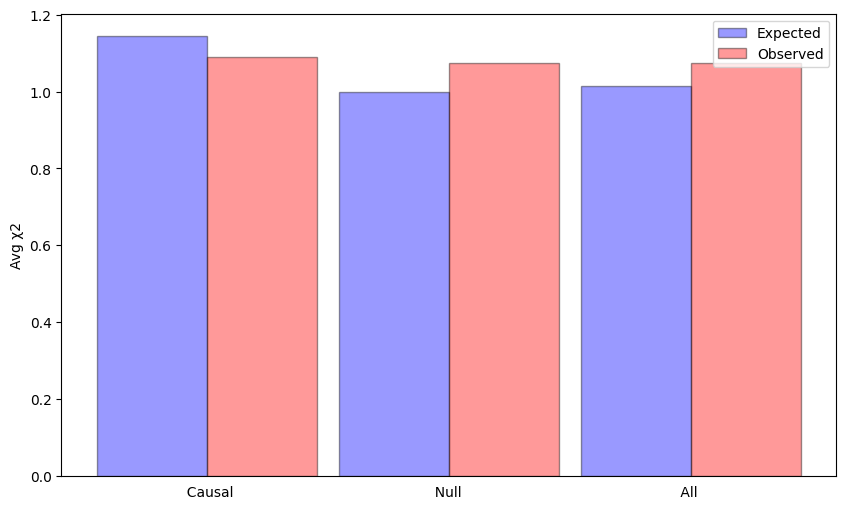 Expected
Observed
1.2
1.0
0.8
0.6
0.4
0.2
0.0
Avg χ2
Causal
Null
All